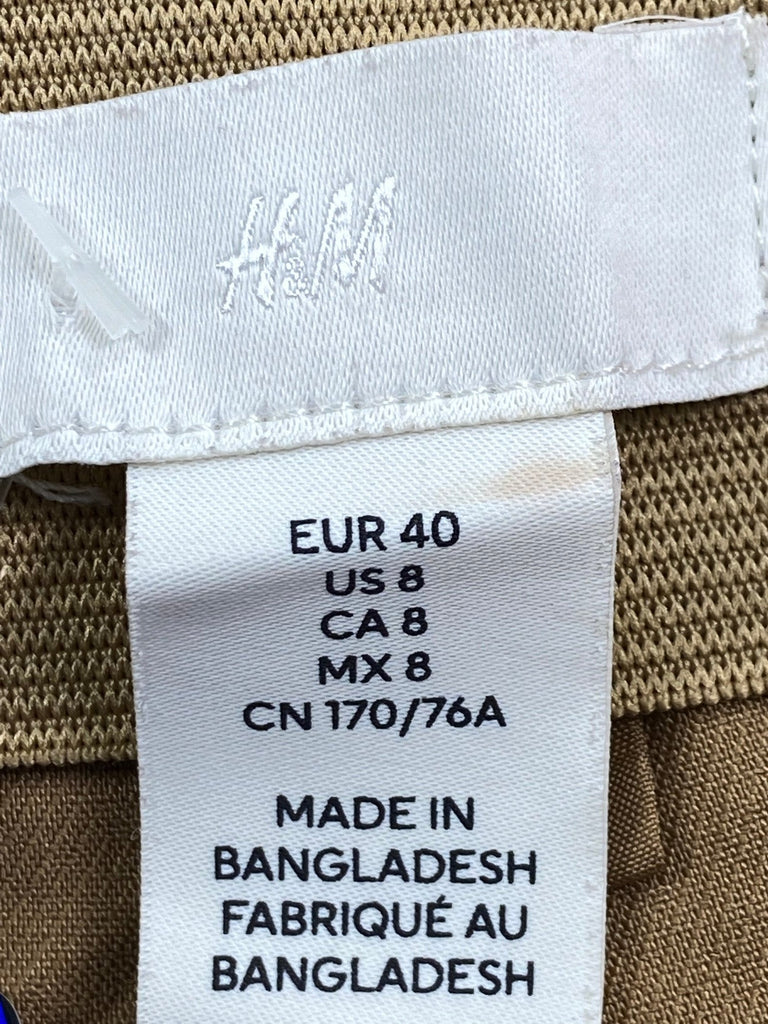 H&M
EUR 40
US 8
CA 8
MX 8
CN 170/76A
MADE IN
BANGLADESH
FABRIQUÉ AU
BANGLADESH